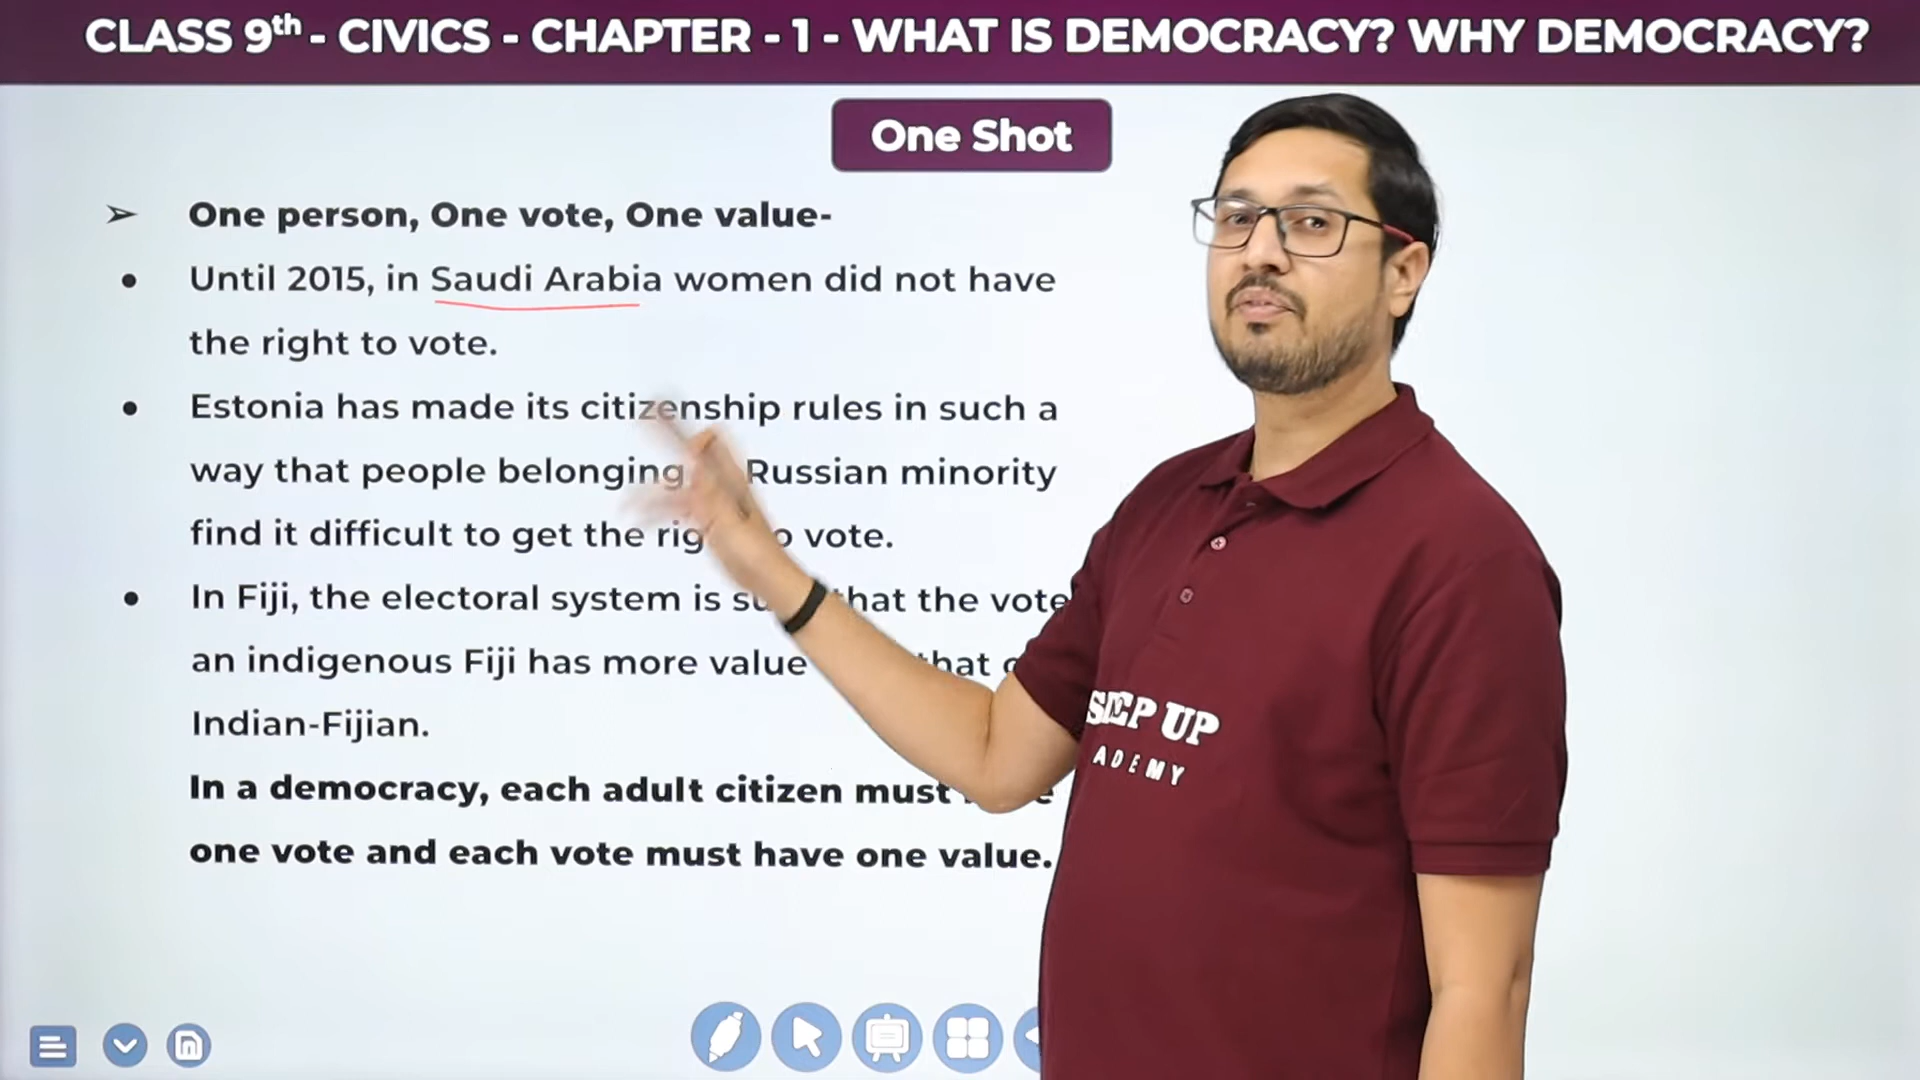 CLASS 9th - CIVICS - CHAPTER - 1 - WHAT IS DEMOCRACY? WHY DEMOCRACY?
One Shot
➢ One person, One vote, One value-
● Until 2015, in Saudi Arabia women did not have
the right to vote.
● Estonia has made its citizenship rules in such a
way that people belonging Russian minority
find it difficult to get the vote.
● In Fiji, the electoral system is that the vote
an indigenous Fiji has more value that
Indian-Fijian.
In a democracy, each adult citizen must
one vote and each vote must have one value.
UP
ADEMY